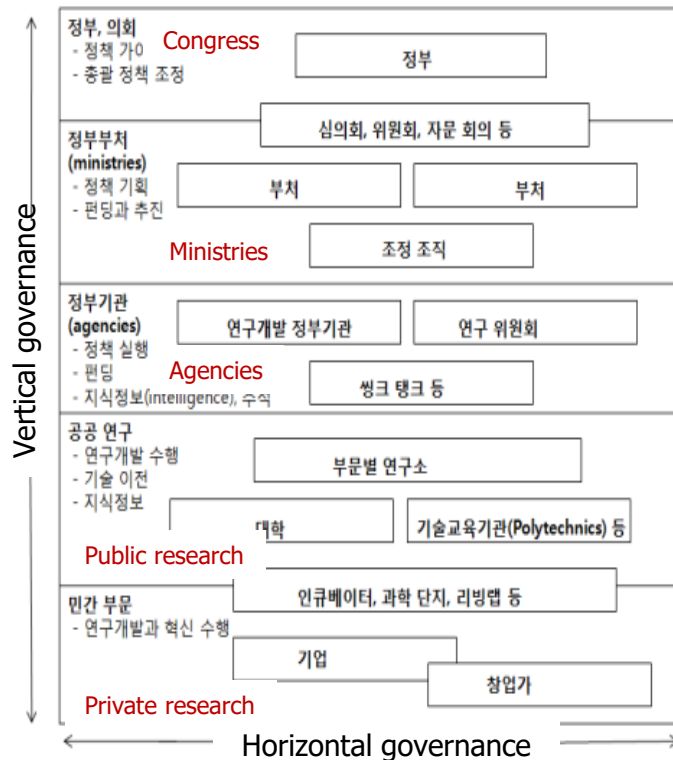 정부, 의회
- 정책 가이
- 총괄 정책 조정
Congress
정부
심의회, 위원회, 자문 회의 등
정부부처
(ministries)
- 정책 기획
- 펀딩과 추진
부처
부처
Ministries
조정 조직
정부기관
(agencies)
- 정책 실행
- 펀딩
- 지식정보(intelligence),
Agencies
연구개발 정부기관
연구 위원회
씽크 탱크 등
공공 연구
- 연구개발 수행
- 기술 이전
- 지식정보
부문별 연구소
대학
기술교육기관(Polytechnics) 등
Public research
인큐베이터, 과학 단지, 리빙랩 등
민간 부문
- 연구개발과 혁신 수행
기업
창업가
Private research
Vertical governance
Horizontal governance